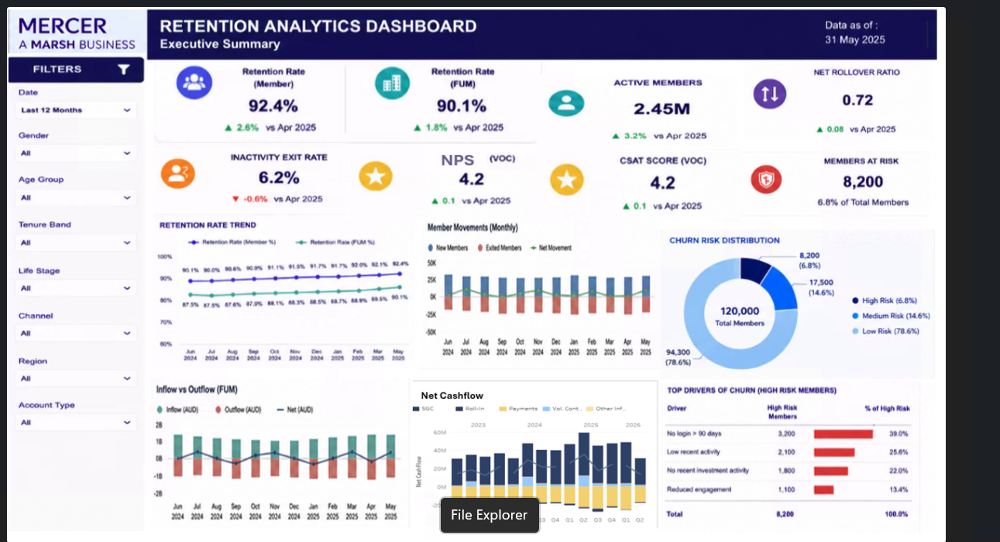 MERCER
A MARSH BUSINESS
RETENTION ANALYTICS DASHBOARD
Executive Summary
Data as of :
31 May 2025
FILTERS
Date
Last 12 Months
Gender
All
Age Group
All
Tenure Band
All
Life Stage
All
Channel
All
Region
All
Account Type
All
Retention Rate
(Member)
92.4%
▲ 2.6% vs Apr 2025
Retention Rate
(FUM)
90.1%
▲ 1.8% vs Apr 2025
ACTIVE MEMBERS
2.45M
▲ 3.2% vs Apr 2025
NET ROLLOVER RATIO
0.72
▲ 0.08 vs Apr 2025
INACTIVITY EXIT RATE
6.2%
▼ -0.6% vs Apr 2025
NPS (VOC)
4.2
▲ 0.1 vs Apr 2025
CSAT SCORE (VOC)
4.2
▲ 0.1 vs Apr 2025
MEMBERS AT RISK
8,200
6.8% of Total Members
RETENTION RATE TREND
Retention Rate (Member %) Retention Rate (FUM %)
100%
90%
80%
70%
60%
90.1% 90.0% 90.6% 90.9% 91.1% 91.5% 91.7% 91.7% 92.0% 92.1% 92.4%
87.5% 87.5% 87.6% 87.9% 88.1% 88.3% 88.5% 88.7% 88.9% 89.5% 90.1%
Jun Jul Aug Sep Oct Nov Dec Jan Feb Mar May
2024 2024 2024 2024 2024 2024 2024 2025 2025 2025 2025
Member Movements (Monthly)
New Members Exited Members Net Movement
50K
25K
0K
-25K
-50K
Jun Jul Aug Sep Oct Nov Dec Jan Feb Mar Apr May
2024 2024 2024 2024 2024 2024 2024 2025 2025 2025 2025 2025
CHURN RISK DISTRIBUTION
8,200
(6.8%)
17,500
(14.6%)
120,000
Total Members
94,300
(78.6%)
High Risk (6.8%)
Medium Risk (14.6%)
Low Risk (78.6%)
Inflow vs Outflow (FUM)
Inflow (AUD) Outflow (AUD) Net (AUD)
2B
1B
0B
-1B
-2B
Jun Jul Aug Sep Oct Nov Dec Jan Feb Mar Apr May
2024 2024 2024 2024 2024 2024 2024 2025 2025 2025 2025 2025
Net Cashflow
SGC Roll-In Payments Vol. Cont.. Other Inf..
2023 2024 2025 2026
Net Cash Flow
60M
40M
20M
0M
-20
Q3 Q4 Q1 Q2 Q3 Q4 Q1 Q2
File Explorer
TOP DRIVERS OF CHURN (HIGH RISK MEMBERS)
Driver High Risk Members % of High Risk
No login > 90 days 3,200 39.0%
Low recent activity 2,100 25.6%
No recent investment activity 1,800 22.0%
Reduced engagement 1,100 13.4%
Total 8,200 100.0%